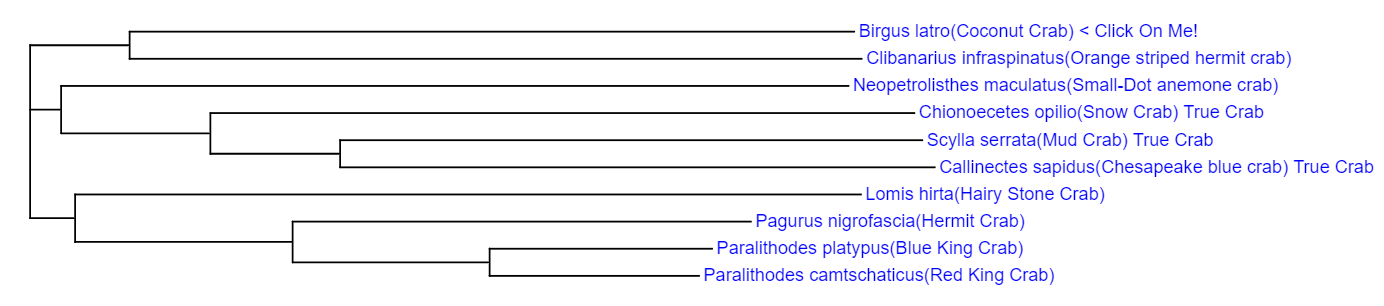 Birgus latro(Coconut Crab) < Click On Me!
Clibanarius infraspinatus(Orange striped hermit crab)
Neopetrolisthes maculatus(Small-Dot anemone crab)
Chionoecetes opilio(Snow Crab) True Crab
Scylla serrata(Mud Crab) True Crab
Callinectes sapidus(Chesapeake blue crab) True Crab
Lomis hirta(Hairy Stone Crab)
Pagurus nigrofascia(Hermit Crab)
Paralithodes platypus(Blue King Crab)
Paralithodes camtschaticus(Red King Crab)